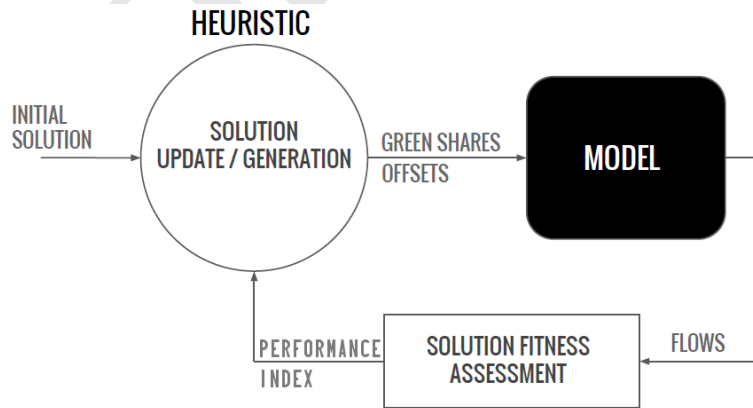 HEURISTIC
INITIAL
SOLUTION
SOLUTION
UPDATE / GENERATION
GREEN SHARES
OFFSETS
MODEL
PERFORMANCE
INDEX
SOLUTION FITNESS
ASSESSMENT
FLOWS